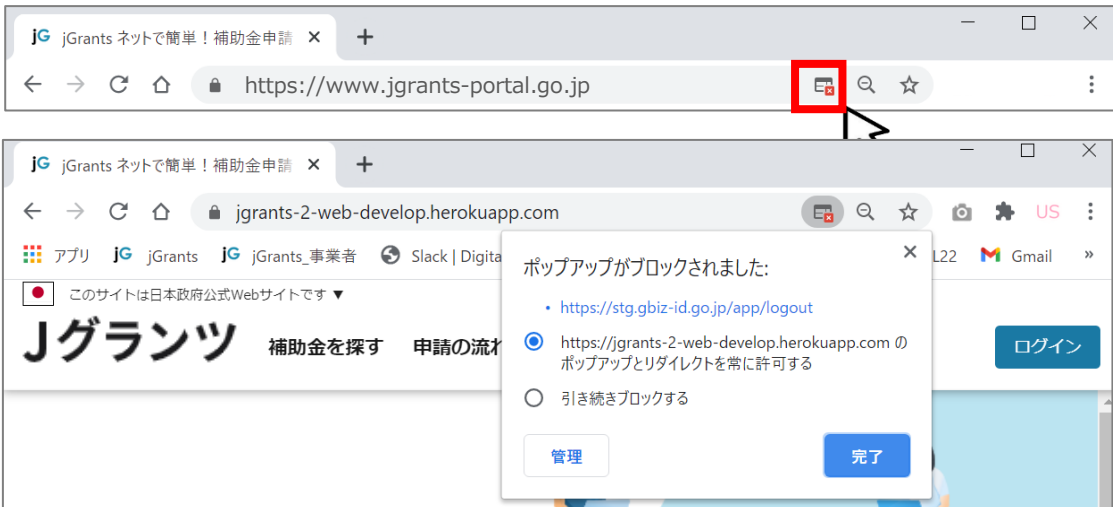 jG jGrants ネットで簡単！補助金申請
https://www.jgrants-portal.go.jp
jG jGrants ネットで簡単！補助金申請
jgrants-2-web-develop.herokuapp.com
US
アプリ jG jGrants jG jGrants_事業者 Slack | Digita L22 M Gmail »
このサイトは日本政府公式Webサイトです ▼
Jグランツ 補助金を探す 申請の流れ ログイン
ポップアップがブロックされました:
• https://stg.gbiz-id.go.jp/app/logout
https://jgrants-2-web-develop.herokuapp.com の
ポップアップとリダイレクトを常に許可する
引き続きブロックする
管理 完了